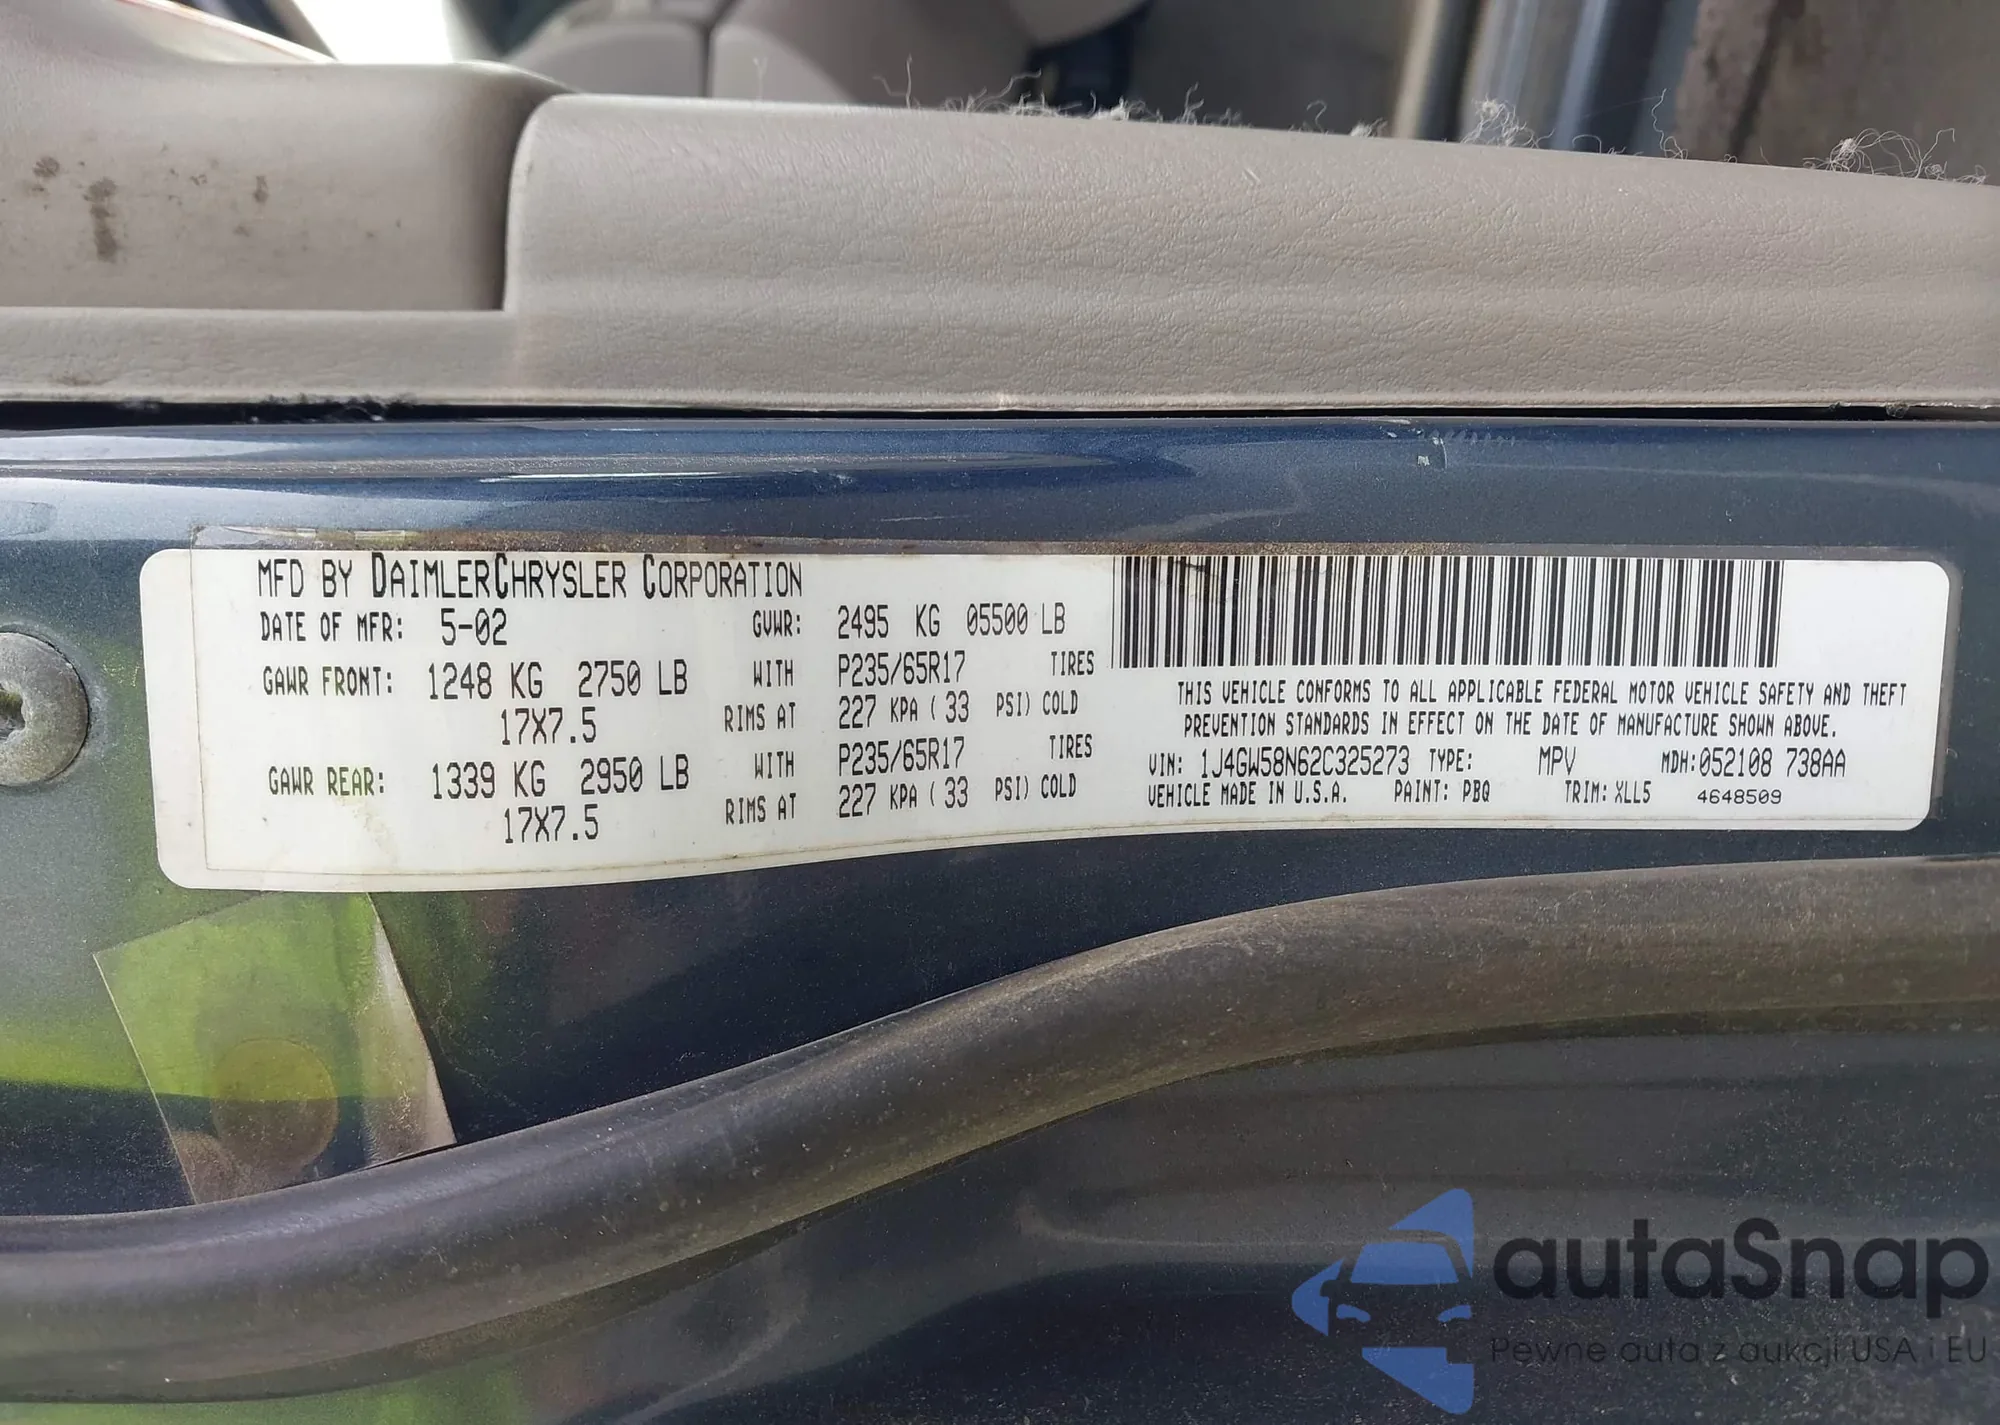 MFD BY DAIMLERCHRYSLER CORPORATION
DATE OF MFR: 5-02 GVWR: 2495 KG 05500 LB
GAWR FRONT: 1248 KG 2750 LB WITH P235/65R17 TIRES
17X7.5 RIMS AT 227 KPA ( 33 PSI) COLD
GAWR REAR: 1339 KG 2950 LB WITH P235/65R17 TIRES
17X7.5 RIMS AT 227 KPA ( 33 PSI) COLD
THIS VEHICLE CONFORMS TO ALL APPLICABLE FEDERAL MOTOR VEHICLE SAFETY AND THEFT
PREVENTION STANDARDS IN EFFECT ON THE DATE OF MANUFACTURE SHOWN ABOVE.
VIN: 1J4GW58N62C325273 TYPE: MPV MDH:052108 738AA
VEHICLE MADE IN U.S.A. PAINT: PBQ TRIM: XLL5 4648509
autaSnap
Pewne auta z aukcji USA i EU